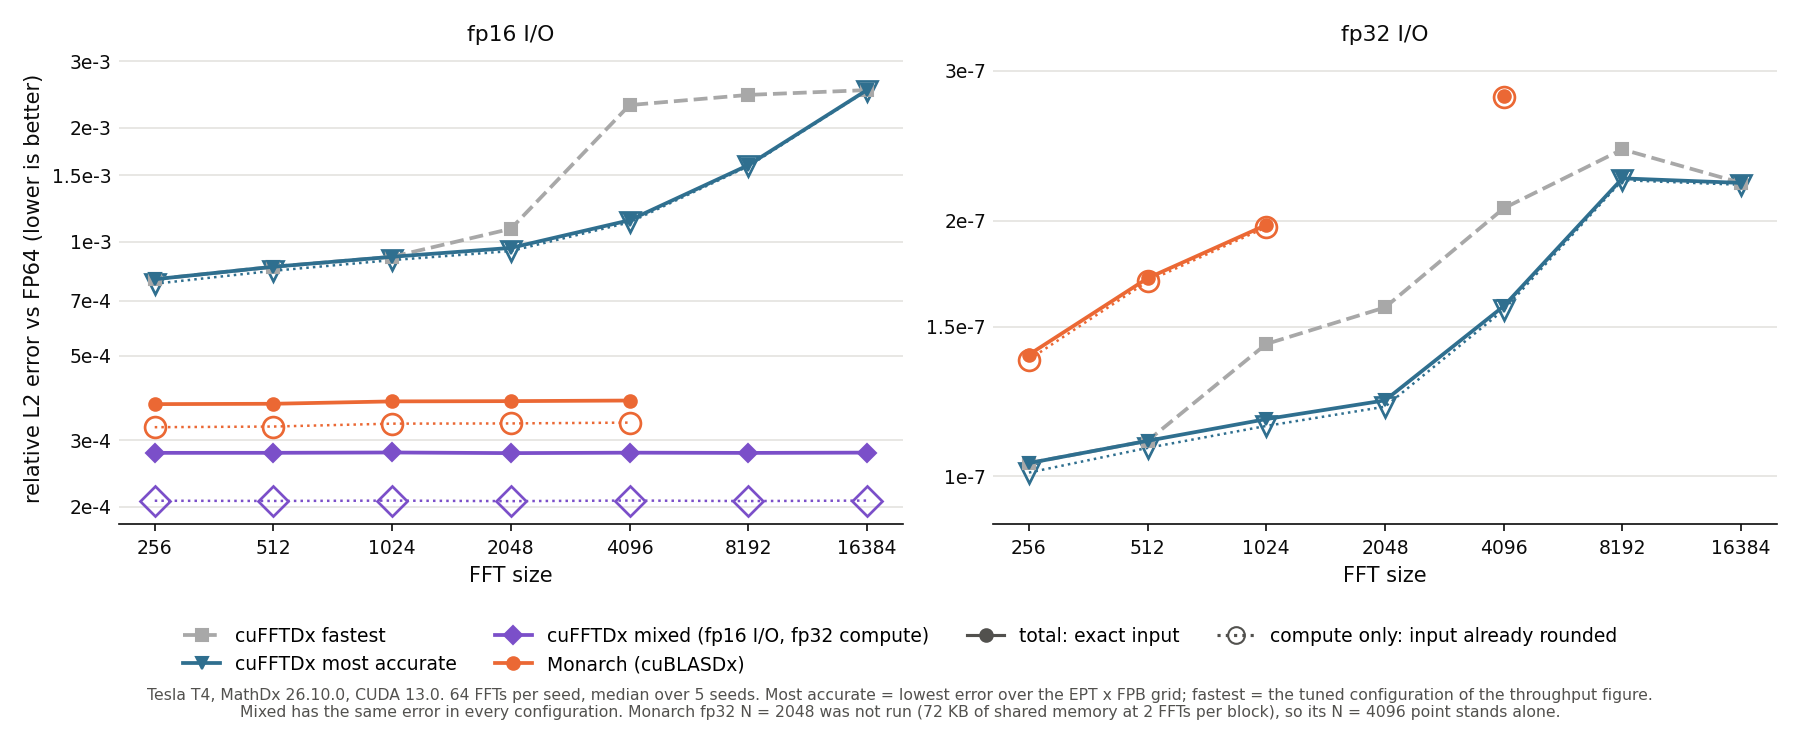 fp16 I/O
fp32 I/O
relative L2 error vs FP64 (lower is better)
3e-3
2e-3
1.5e-3
1e-3
7e-4
5e-4
3e-4
2e-4
256 512 1024 2048 4096 8192 16384
FFT size
3e-7
2e-7
1.5e-7
1e-7
256 512 1024 2048 4096 8192 16384
FFT size
cuFFTDx fastest
cuFFTDx most accurate
cuFFTDx mixed (fp16 I/O, fp32 compute)
Monarch (cuBLASDx)
total: exact input
compute only: input already rounded
Tesla T4, MathDx 26.10.0, CUDA 13.0. 64 FFTs per seed, median over 5 seeds. Most accurate = lowest error over the EPT x FPB grid; fastest = the tuned configuration of the throughput figure.
Mixed has the same error in every configuration. Monarch fp32 N = 2048 was not run (72 KB of shared memory at 2 FFTs per block), so its N = 4096 point stands alone.